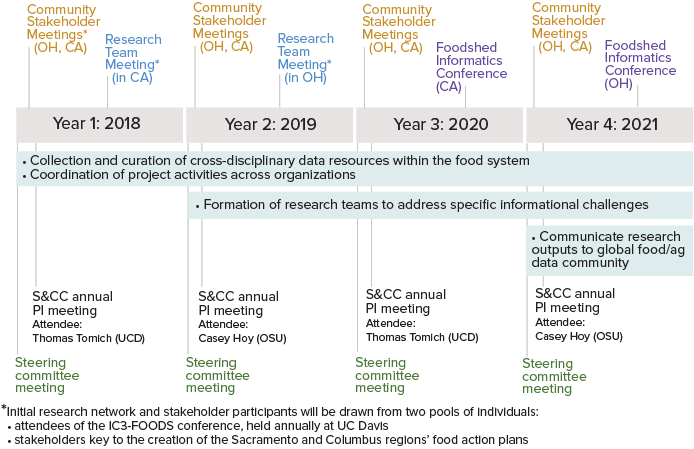 Community
Stakeholder
Meetings*
(OH, CA)
Research
Team
Meeting*
(in CA)
Community
Stakeholder
Meetings
(OH, CA)
Research
Team
Meeting*
(in OH)
Community
Stakeholder
Meetings
(OH, CA)
Foodshed
Informatics
Conference
(CA)
Community
Stakeholder
Meetings
(OH, CA)
Foodshed
Informatics
Conference
(OH)
Year 1: 2018
Year 2: 2019
Year 3: 2020
Year 4: 2021
• Collection and curation of cross-disciplinary data resources within the food system
• Coordination of project activities across organizations
• Formation of research teams to address specific informational challenges
• Communicate research
outputs to global food/ag
data community
S&CC annual
PI meeting
Attendee:
Thomas Tomich (UCD)
S&CC annual
PI meeting
Attendee:
Casey Hoy (OSU)
S&CC annual
PI meeting
Attendee:
Thomas Tomich (UCD)
S&CC annual
PI meeting
Attendee:
Casey Hoy (OSU)
Steering
committee
meeting
Steering
committee
meeting
Steering
committee
meeting
Steering
committee
meeting
*Initial research network and stakeholder participants will be drawn from two pools of individuals:
• attendees of the IC3-FOODS conference, held annually at UC Davis
• stakeholders key to the creation of the Sacramento and Columbus regions' food action plans